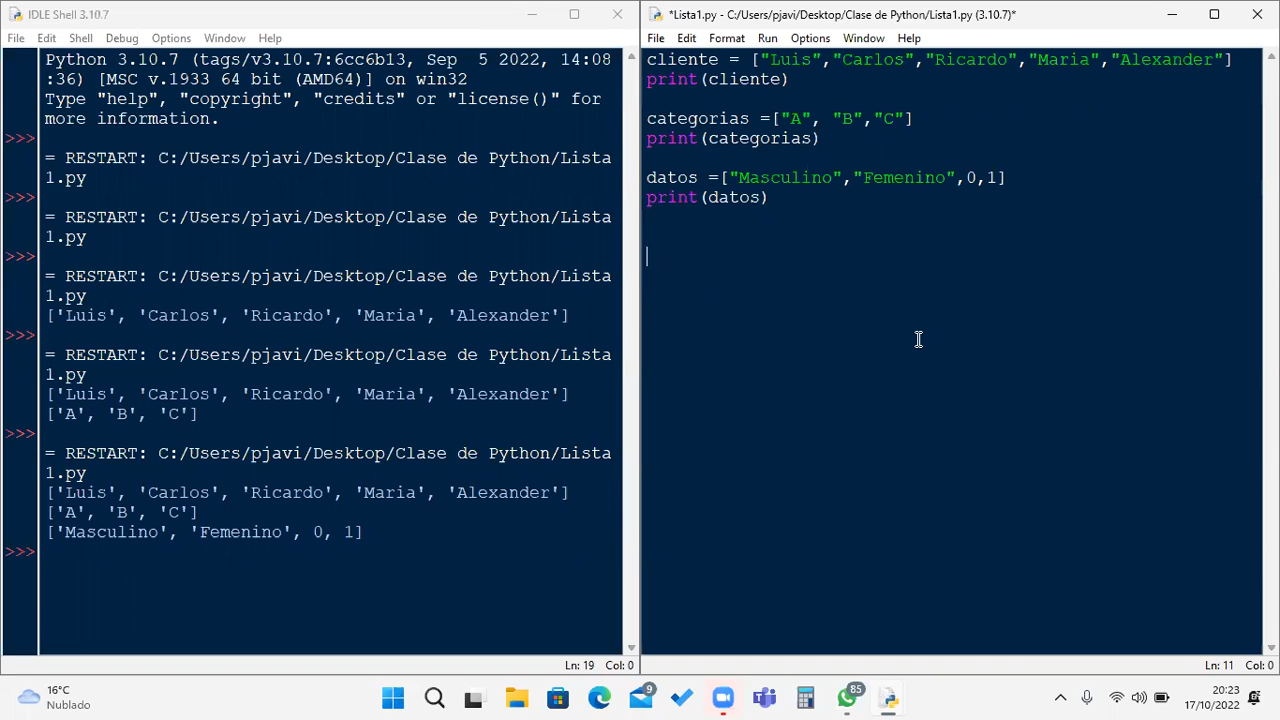 IDLE Shell 3.10.7
File Edit Shell Debug Options Window Help
Python 3.10.7 (tags/v3.10.7:6cc6b13, Sep  5 2022, 14:08
:36) [MSC v.1933 64 bit (AMD64)] on win32
Type "help", "copyright", "credits" or "license()" for
more information.
>>>
= RESTART: C:/Users/pjavi/Desktop/Clase de Python/Lista
1.py
>>>
= RESTART: C:/Users/pjavi/Desktop/Clase de Python/Lista
1.py
>>>
= RESTART: C:/Users/pjavi/Desktop/Clase de Python/Lista
1.py
['Luis', 'Carlos', 'Ricardo', 'Maria', 'Alexander']
>>>
= RESTART: C:/Users/pjavi/Desktop/Clase de Python/Lista
1.py
['Luis', 'Carlos', 'Ricardo', 'Maria', 'Alexander']
['A', 'B', 'C']
>>>
= RESTART: C:/Users/pjavi/Desktop/Clase de Python/Lista
1.py
['Luis', 'Carlos', 'Ricardo', 'Maria', 'Alexander']
['A', 'B', 'C']
['Masculino', 'Femenino', 0, 1]
>>>
Ln: 19 Col: 0
*Lista1.py - C:/Users/pjavi/Desktop/Clase de Python/Lista1.py (3.10.7)*
File Edit Format Run Options Window Help
cliente = ["Luis","Carlos","Ricardo","Maria","Alexander"]
print(cliente)
categorias =["A", "B","C"]
print(categorias)
datos =["Masculino","Femenino",0,1]
print(datos)
Ln: 11 Col: 0
16°C
Nublado
9
85
20:23
17/10/2022